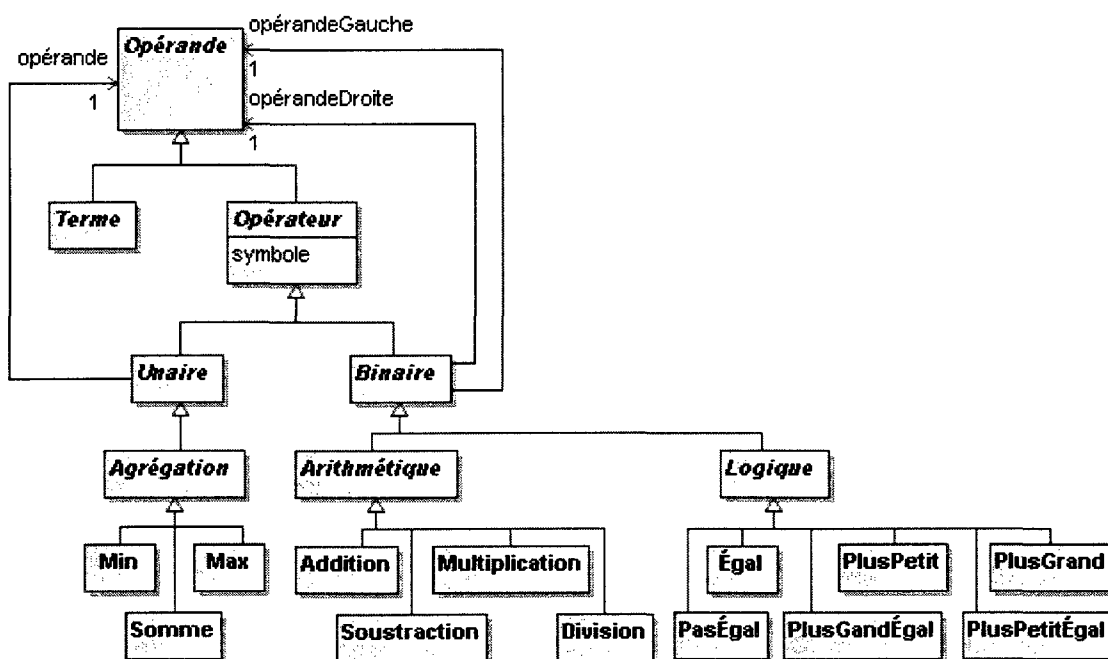 opérandeGauche
Opérande
opérande
1
1
opérandeDroite
1
Terme
Opérateur
symbole
Unaire
Binaire
Agrégation
Arithmétique
Logique
Min
Max
Addition
Multiplication
Égal
PlusPetit
PlusGrand
Somme
Soustraction
Division
PasÉgal
PlusGandÉgal
PlusPetitÉgal